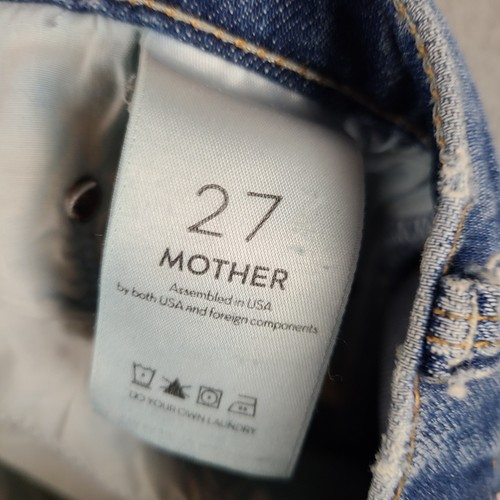 27
MOTHER
Assembled in USA
by both USA and foreign components
DO YOUR OWN LAUNDRY